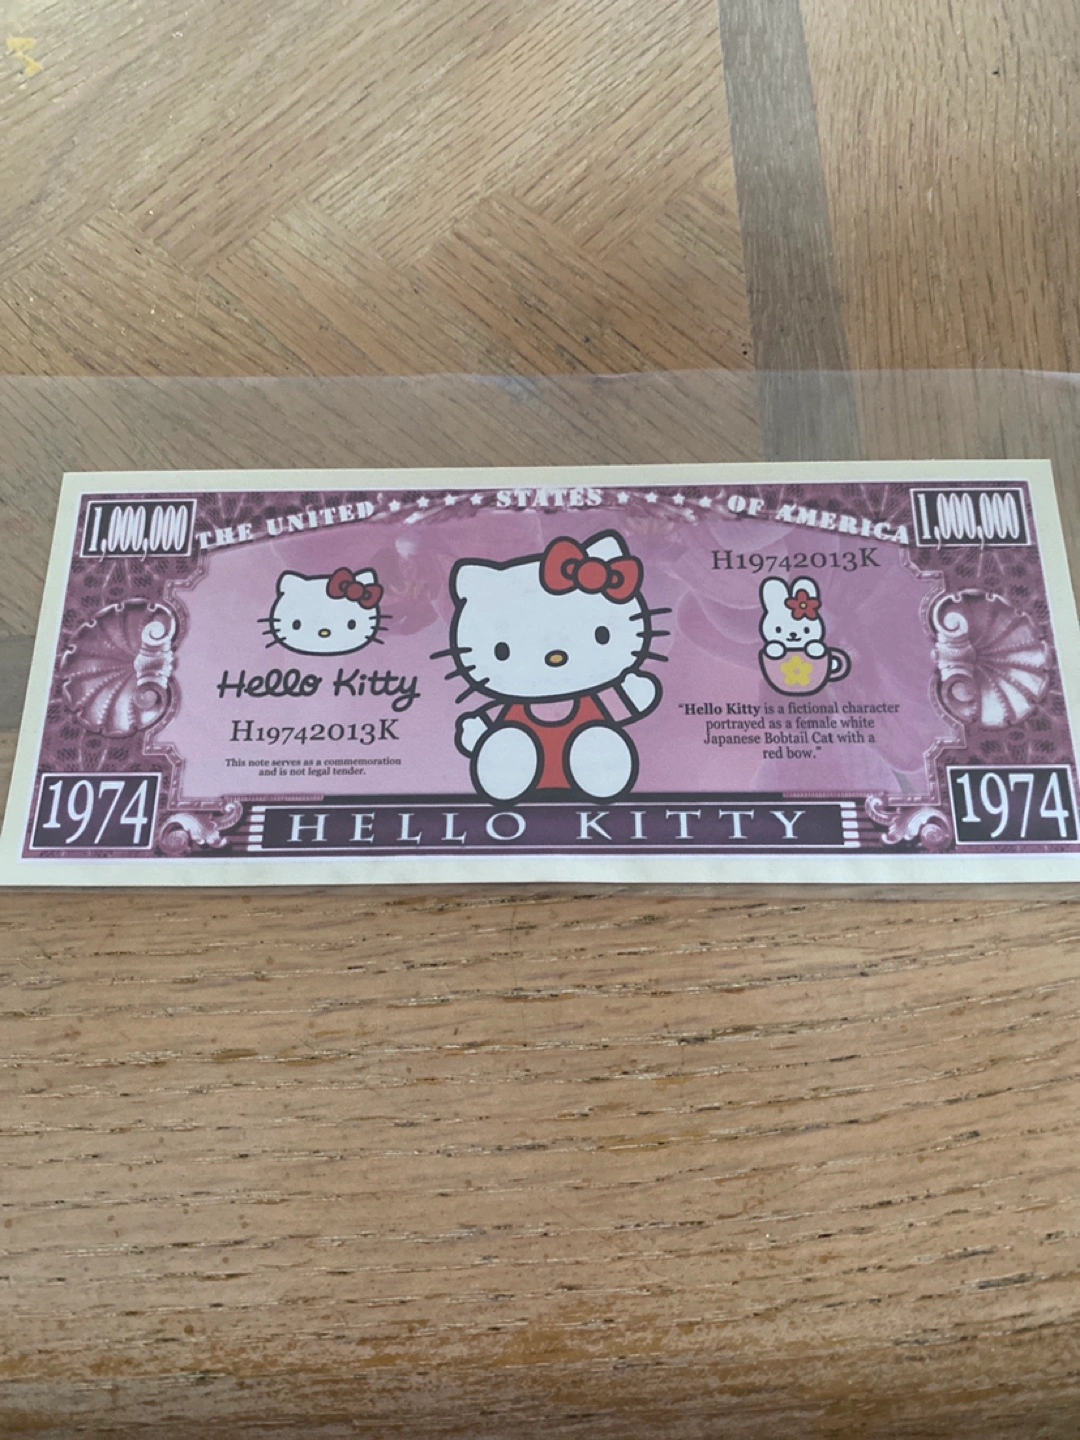 1,000,000
THE UNITED STATES OF AMERICA
1,000,000
Hello Kitty
H19742013K
This note serves as a commemoration
and is not legal tender.
H19742013K
"Hello Kitty is a fictional character
portrayed as a female white
Japanese Bobtail Cat with a
red bow."
1974
HELLO KITTY
1974